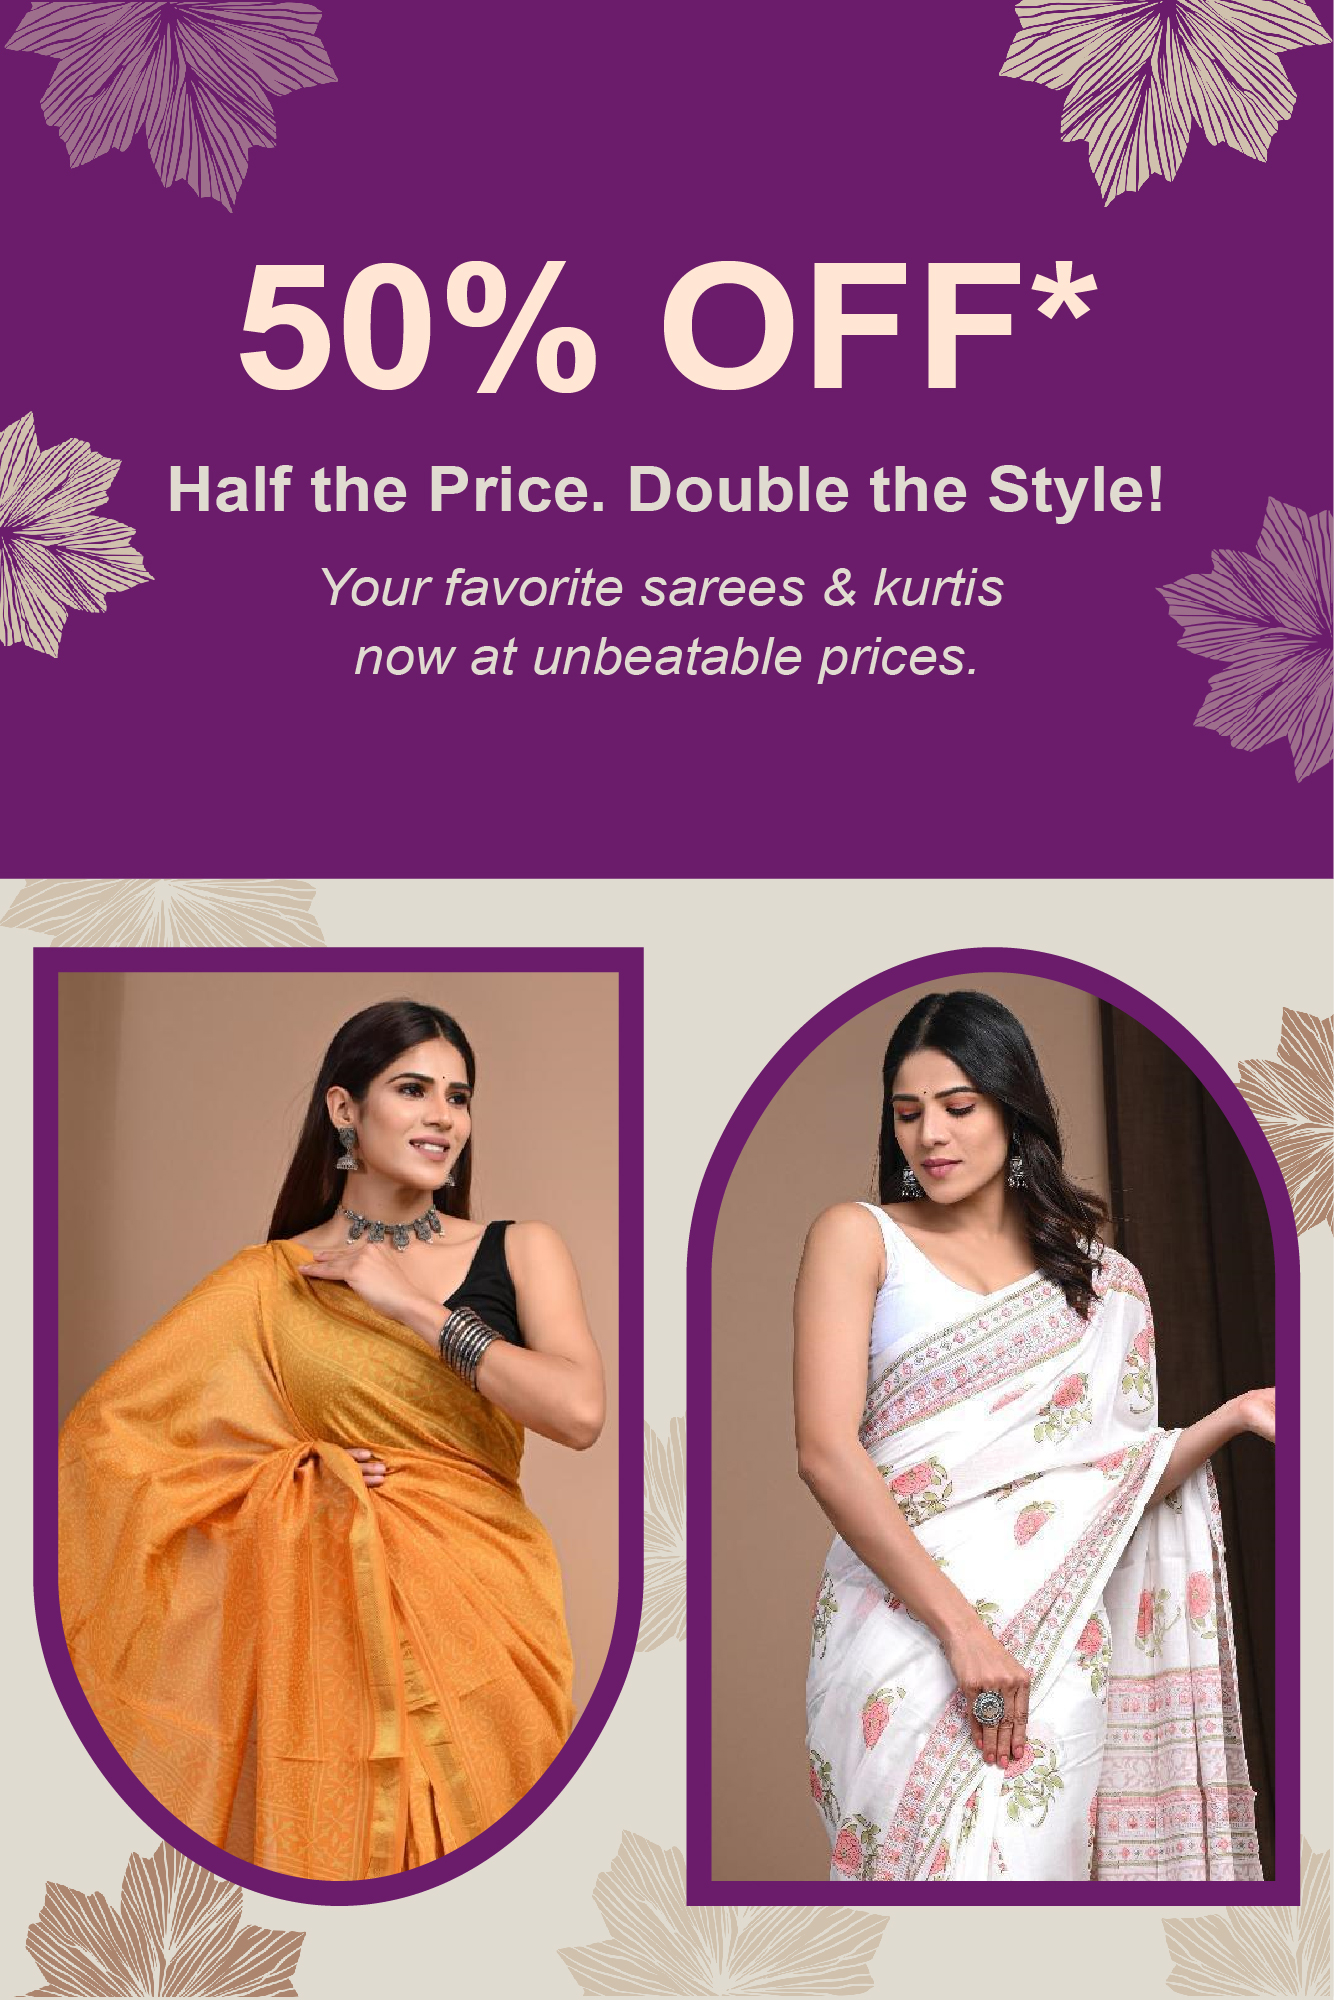 50% OFF*
Half the Price. Double the Style!
Your favorite sarees & kurtis
now at unbeatable prices.